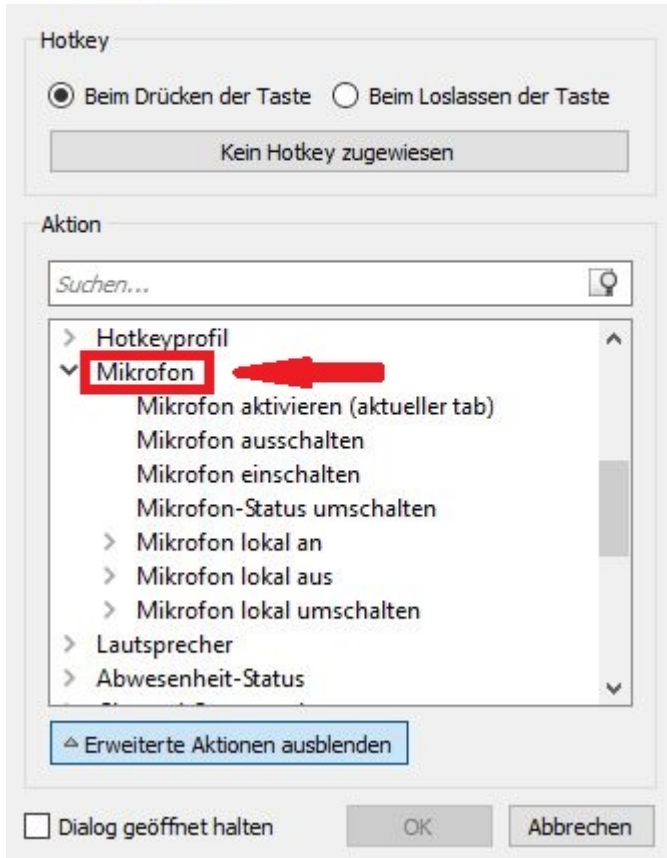 Hotkey
Beim Drücken der Taste Beim Loslassen der Taste
Kein Hotkey zugewiesen
Aktion
Suchen...
Hotkeyprofil
Mikrofon
Mikrofon aktivieren (aktueller tab)
Mikrofon ausschalten
Mikrofon einschalten
Mikrofon-Status umschalten
Mikrofon lokal an
Mikrofon lokal aus
Mikrofon lokal umschalten
Lautsprecher
Abwesenheit-Status
Erweiterte Aktionen ausblenden
Dialog geöffnet halten OK Abbrechen